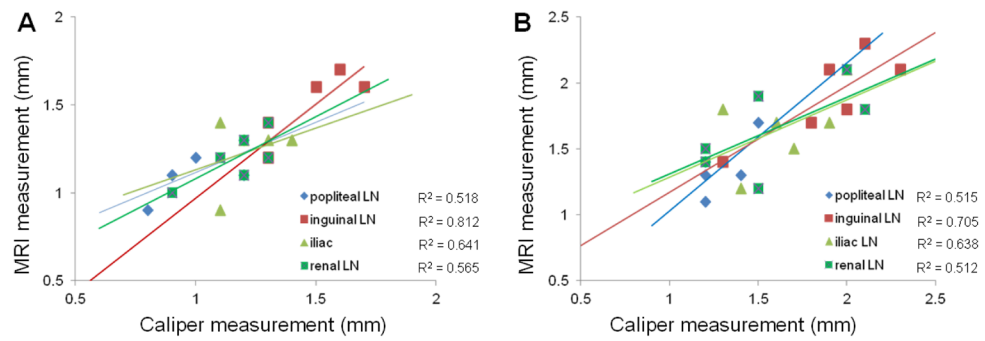 A
MRI measurement (mm)
2
1.5
1
0.5
popliteal LN R² = 0.518
inguinal LN R² = 0.812
iliac R² = 0.641
renal LN R² = 0.565
0.5 1 1.5 2
Caliper measurement (mm)
B
MRI measurement (mm)
2.5
2
1.5
1
0.5
popliteal LN R² = 0.515
inguinal LN R² = 0.705
iliac LN R² = 0.638
renal LN R² = 0.512
0.5 1 1.5 2 2.5
Caliper measurement (mm)